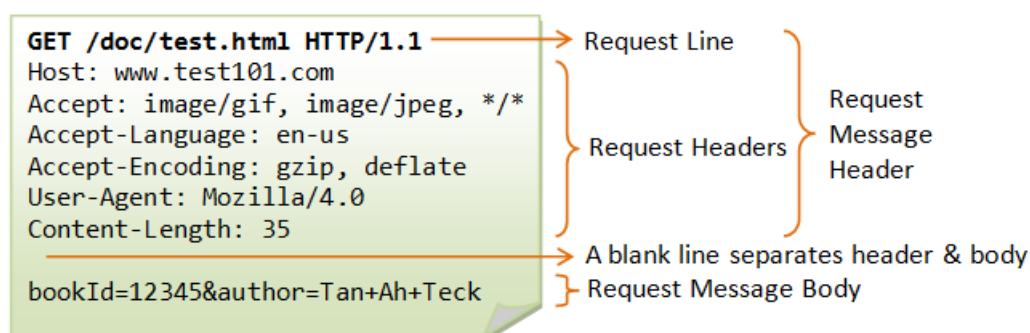 GET /doc/test.html HTTP/1.1
Host: www.test101.com
Accept: image/gif, image/jpeg, */*
Accept-Language: en-us
Accept-Encoding: gzip, deflate
User-Agent: Mozilla/4.0
Content-Length: 35
bookId=12345&author=Tan+Ah+Teck
Request Line
Request Headers
Request
Message
Header
A blank line separates header & body
Request Message Body